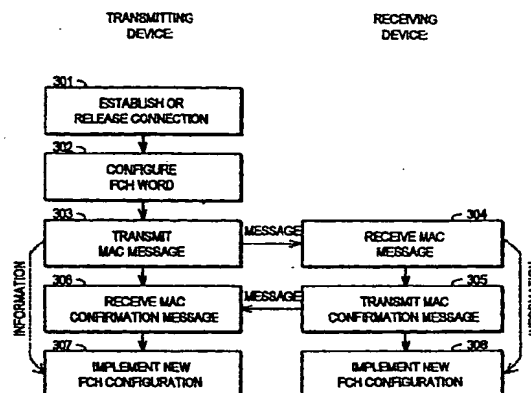 TRANSMITTING
DEVICE:
RECEIVING
DEVICE:
301
ESTABLISH OR
RELEASE CONNECTION
302
CONFIGURE
FCH WORD
303
TRANSMIT
MAC MESSAGE
MESSAGE
304
RECEIVE MAC
MESSAGE
306
RECEIVE MAC
CONFIRMATION MESSAGE
MESSAGE
305
TRANSMIT MAC
CONFIRMATION MESSAGE
INFORMATION
INFORMATION
307
IMPLEMENT NEW
FCH CONFIGURATION
308
IMPLEMENT NEW
FCH CONFIGURATION